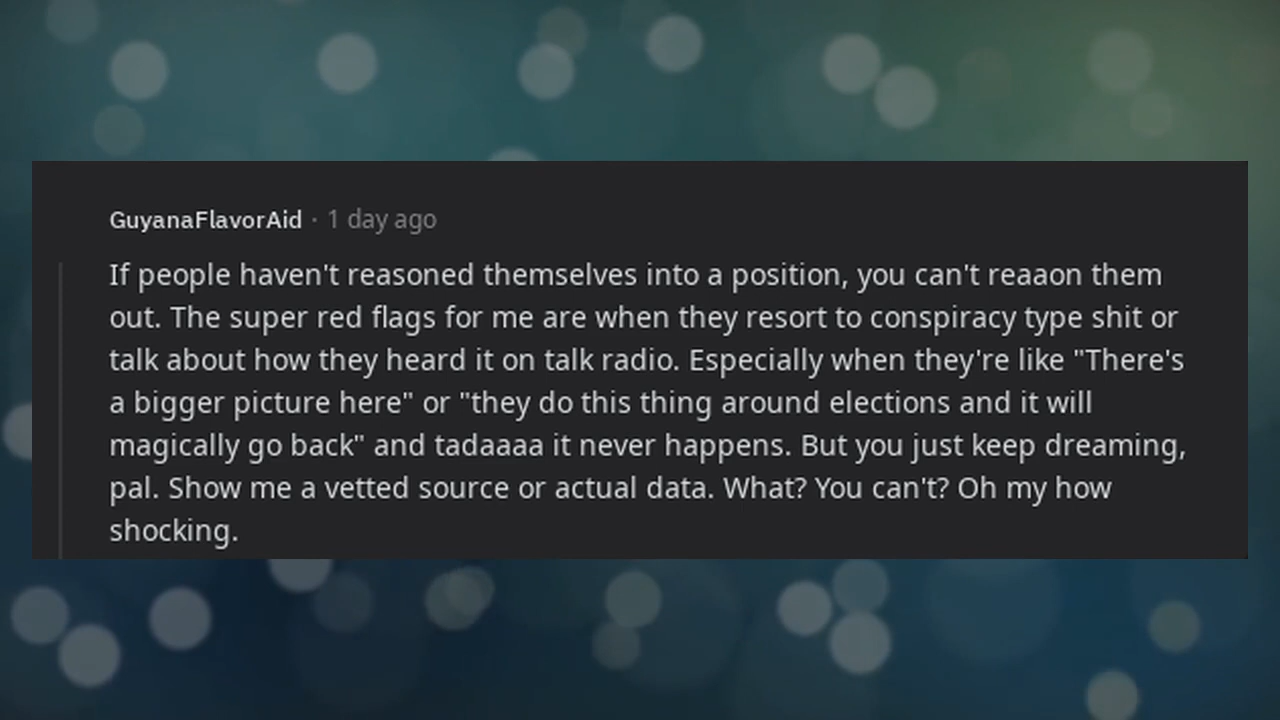 GuyanaFlavorAid · 1 day ago
If people haven't reasoned themselves into a position, you can't reaaon them
out. The super red flags for me are when they resort to conspiracy type shit or
talk about how they heard it on talk radio. Especially when they're like "There's
a bigger picture here" or "they do this thing around elections and it will
magically go back" and tadaaaa it never happens. But you just keep dreaming,
pal. Show me a vetted source or actual data. What? You can't? Oh my how
shocking.